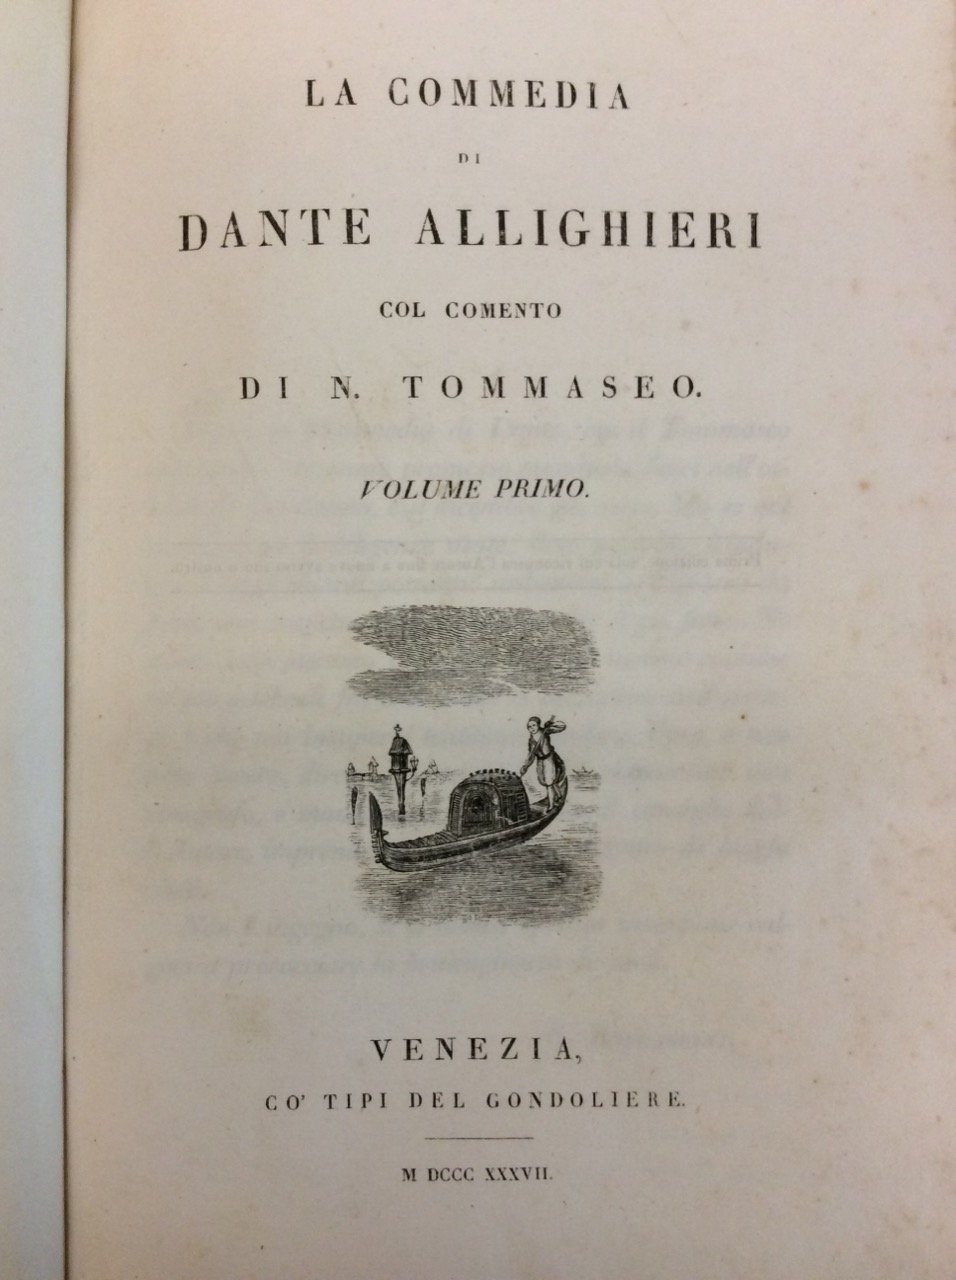 LA COMMEDIA
DI
DANTE ALLIGHIERI
COL COMENTO
DI N. TOMMASEO.
VOLUME PRIMO.
VENEZIA,
CO' TIPI DEL GONDOLIERE.
M DCCC XXXVII.